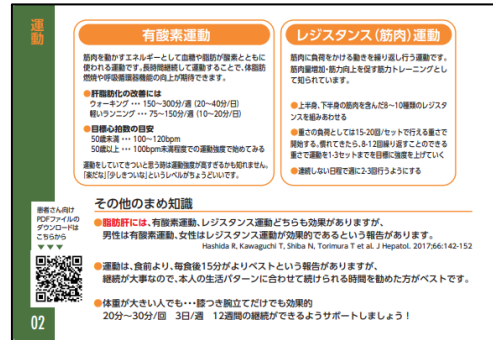 運動
有酸素運動
筋肉を動かすエネルギーとして血糖や脂肪が酸素とともに
使われる運動です。長時間継続して運動することで、体脂肪
燃焼や呼吸循環器機能の向上が期待できます。
●肝脂肪化の改善には
ウォーキング ・・・ 150～300分/週 (20～40分/日)
軽いランニング ・・・ 75～150分/週 (10～20分/日)
●目標心拍数の目安
50歳未満 ・・・ 100～120bpm
50歳以上 ・・・ 100bpm未満程度での運動強度で始めてみる
運動をしていてきついと思う時は運動強度が高すぎるかも知れません。
「楽だな」「少しきついな」というレベルがちょうどいいです。
レジスタンス(筋肉)運動
筋肉に負荷をかける動きを繰り返し行う運動です。
筋肉量増加・筋力向上を促す筋力トレーニングとし
て知られています。
●上半身、下半身の筋肉を含んだ8～10種類のレジスタ
ンスを組みあわせる
●重さの負荷としては15-20回/セットで行える重さで
開始する。慣れてきたら、8-12回繰り返すことのできる
重さで運動を1-3セットまでを目標に強度を上げていく
●連続しない日程で週に2-3回行うようにする
患者さん向け
PDFファイルの
ダウンロードは
こちらから
▼▼▼
02
その他のまめ知識
●脂肪肝には、有酸素運動、レジスタンス運動どちらも効果がありますが、
男性は有酸素運動、女性はレジスタンス運動が効果的であるという報告があります。
Hashida R, Kawaguchi T, Shiba N, Torimura T et al. J Hepatol. 2017;66:142-152
●運動は、食前より、毎食後15分がよりベストという報告がありますが、
継続が大事なので、本人の生活パターンに合わせて続けられる時間を勧めた方がベストです。
●体重が大きい人でも・・・膝つき腕立てだけでも効果的
20分～30分/回 3日/週 12週間の継続ができるようサポートしましょう！